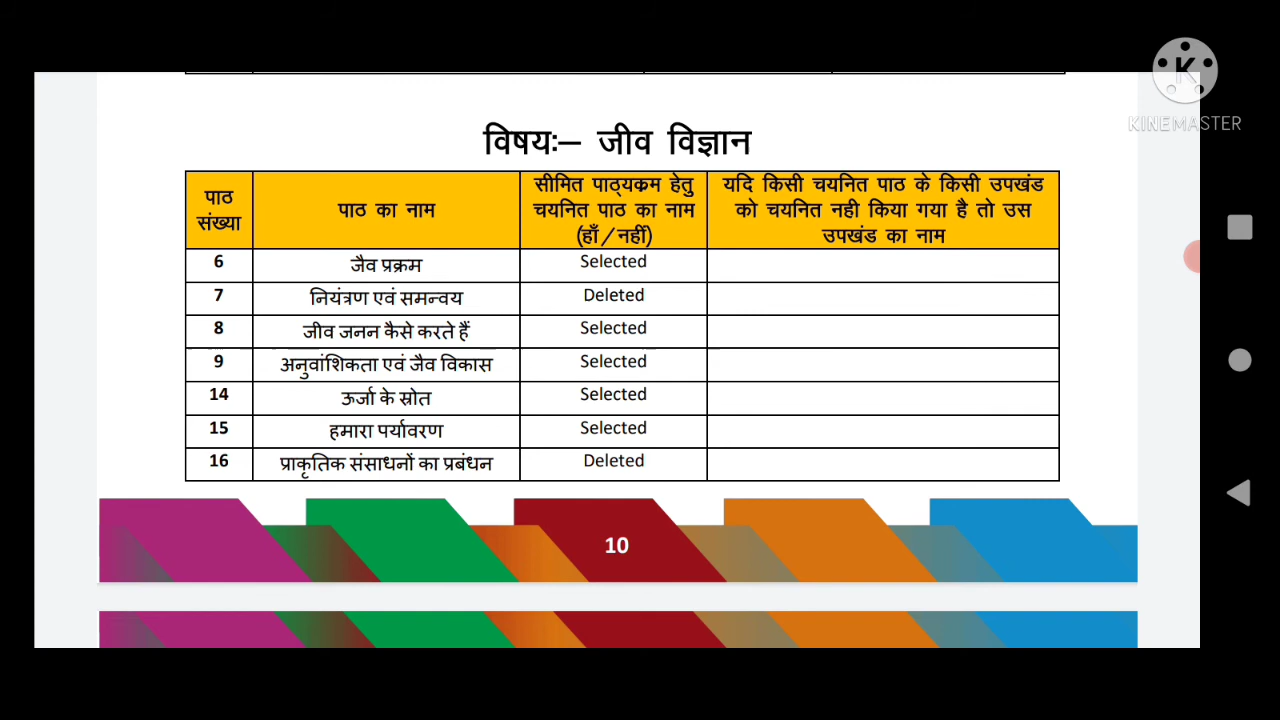 K
KINEMASTER
विषयः– जीव विज्ञान
पाठ संख्या
पाठ का नाम
सीमित पाठ्यक्रम हेतु चयनित पाठ का नाम (हाँ/नहीं)
यदि किसी चयनित पाठ के किसी उपखंड को चयनित नही किया गया है तो उस उपखंड का नाम
6 जैव प्रक्रम Selected
7 नियंत्रण एवं समन्वय Deleted
8 जीव जनन कैसे करते हैं Selected
9 अनुवांशिकता एवं जैव विकास Selected
14 ऊर्जा के स्रोत Selected
15 हमारा पर्यावरण Selected
16 प्राकृतिक संसाधनों का प्रबंधन Deleted
10